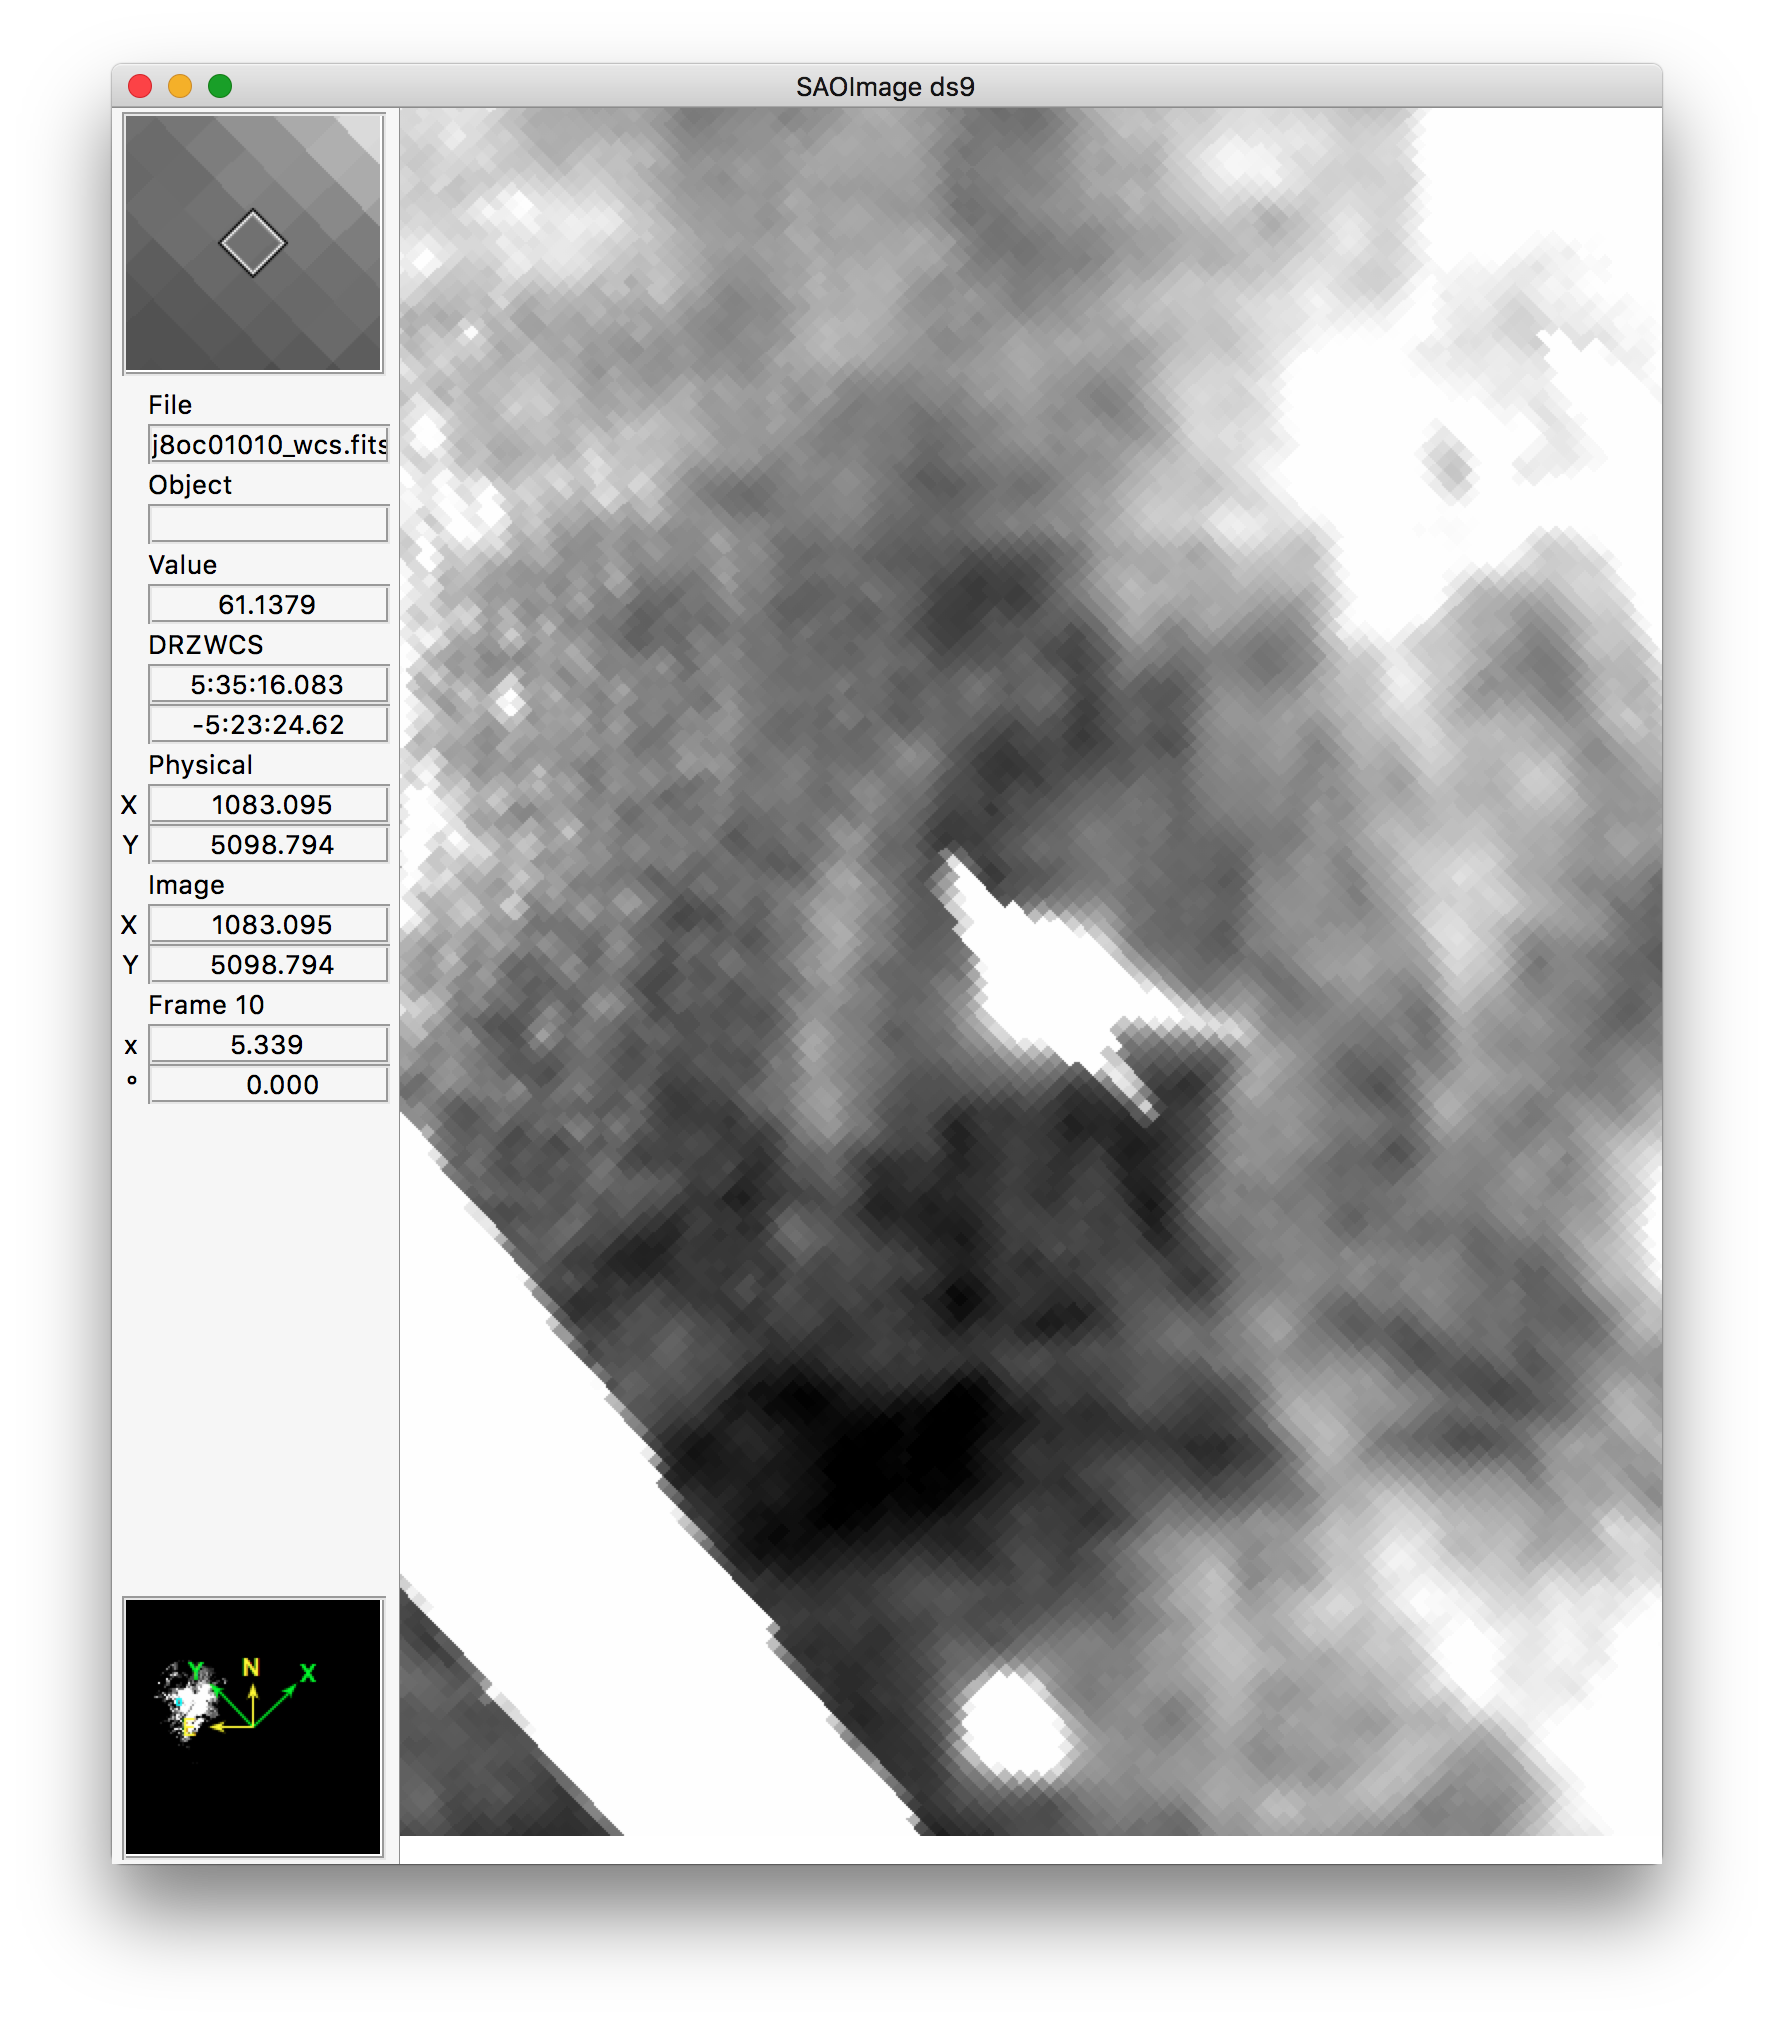 SAOImage ds9
File
j8oc01010_wcs.fits
Object
Value
61.1379
DRZWCS
5:35:16.083
-5:23:24.62
Physical
X 1083.095
Y 5098.794
Image
X 1083.095
Y 5098.794
Frame 10
x 5.339
° 0.000
Y N X
E